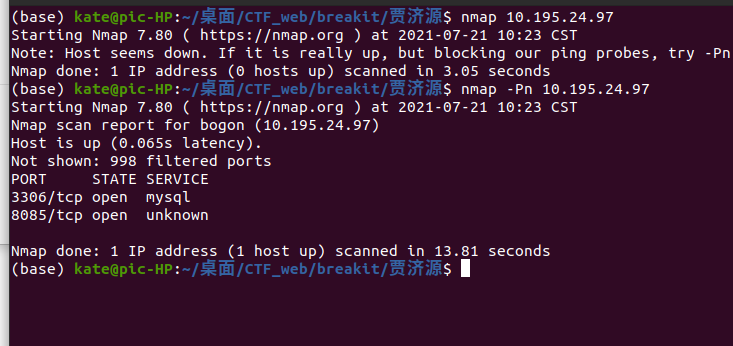 (base) kate@pic-HP:~/桌面/CTF_web/breakit/贾济源$ nmap 10.195.24.97
Starting Nmap 7.80 ( https://nmap.org ) at 2021-07-21 10:23 CST
Note: Host seems down. If it is really up, but blocking our ping probes, try -Pn
Nmap done: 1 IP address (0 hosts up) scanned in 3.05 seconds
(base) kate@pic-HP:~/桌面/CTF_web/breakit/贾济源$ nmap -Pn 10.195.24.97
Starting Nmap 7.80 ( https://nmap.org ) at 2021-07-21 10:23 CST
Nmap scan report for bogon (10.195.24.97)
Host is up (0.065s latency).
Not shown: 998 filtered ports
PORT     STATE SERVICE
3306/tcp open  mysql
8085/tcp open  unknown
Nmap done: 1 IP address (1 host up) scanned in 13.81 seconds
(base) kate@pic-HP:~/桌面/CTF_web/breakit/贾济源$